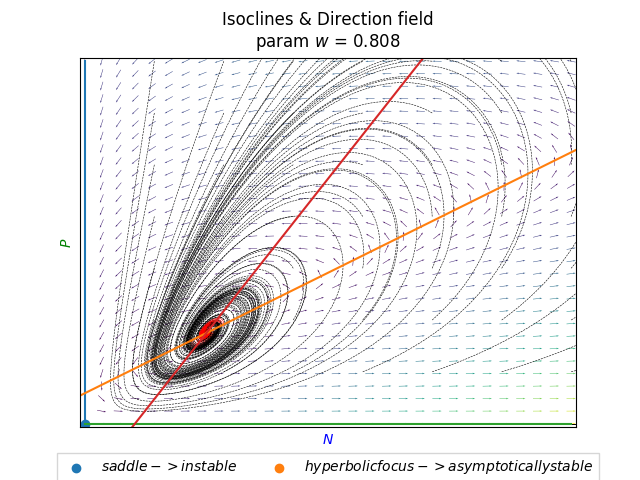 Isoclines & Direction field
param w = 0.808
P
N
saddle−>instable
hyperbolicfocus−>asymptoticallystable